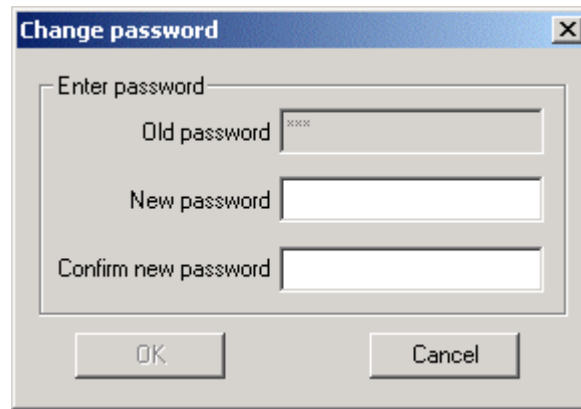 Change password
Enter password
Old password ***
New password
Confirm new password
OK Cancel